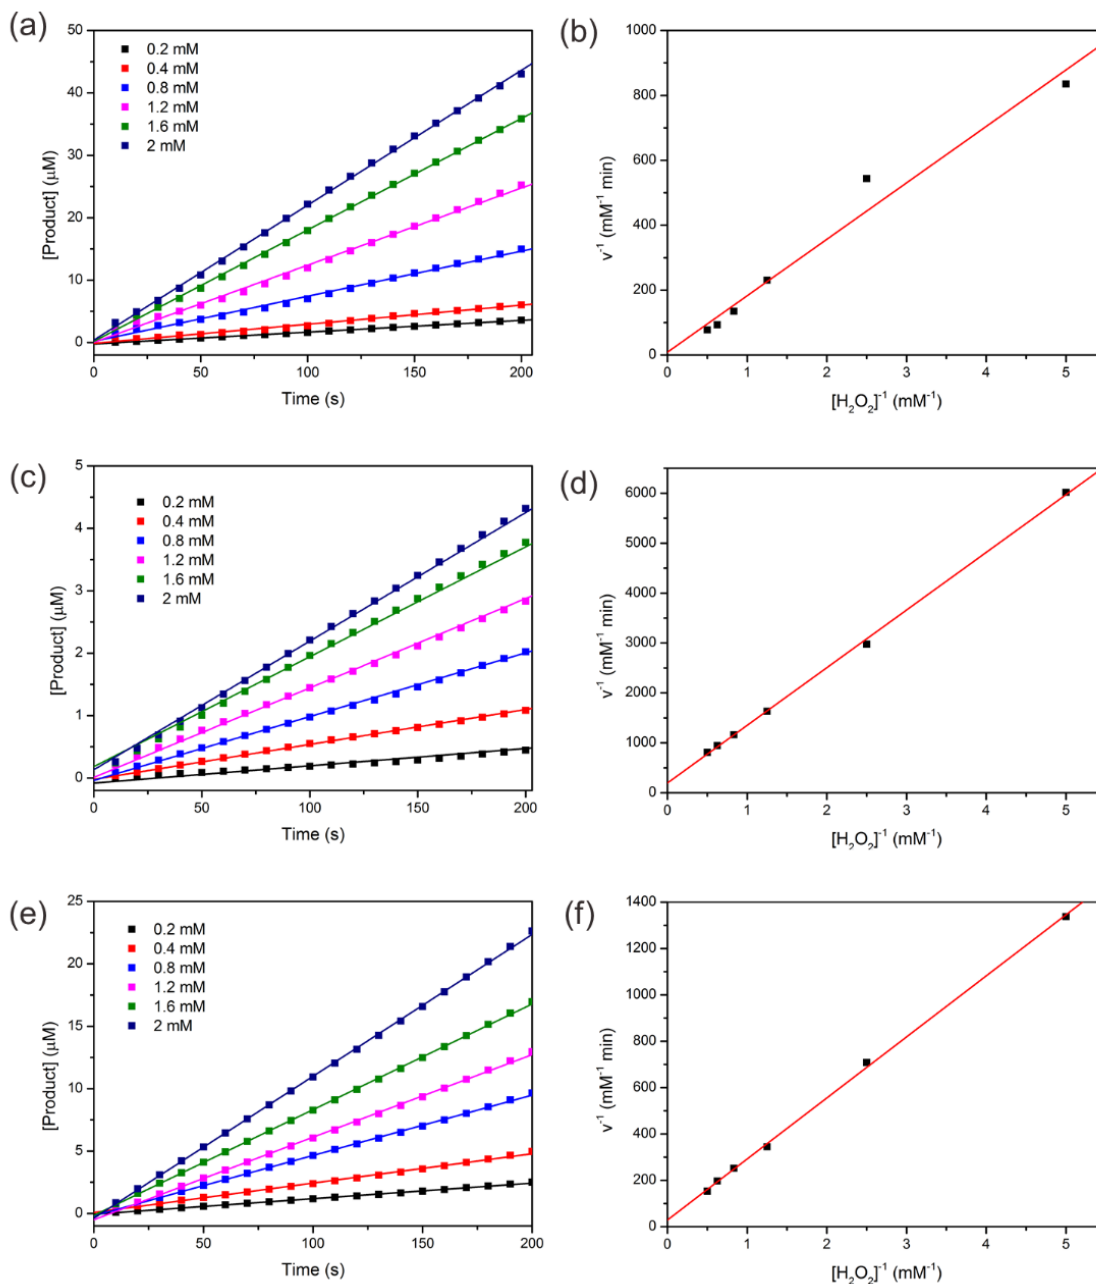 (a)
50
40
30
20
10
0
[Product] (μM)
0.2 mM
0.4 mM
0.8 mM
1.2 mM
1.6 mM
2 mM
0 50 100 150 200
Time (s)
(b)
1000
800
600
400
200
0
v⁻¹ (mM⁻¹ min)
0 1 2 3 4 5
[H₂O₂]⁻¹ (mM⁻¹)
(c)
5
4
3
2
1
0
[Product] (μM)
0.2 mM
0.4 mM
0.8 mM
1.2 mM
1.6 mM
2 mM
0 50 100 150 200
Time (s)
(d)
6000
5000
4000
3000
2000
1000
0
v⁻¹ (mM⁻¹ min)
0 1 2 3 4 5
[H₂O₂]⁻¹ (mM⁻¹)
(e)
25
20
15
10
5
0
[Product] (μM)
0.2 mM
0.4 mM
0.8 mM
1.2 mM
1.6 mM
2 mM
0 50 100 150 200
Time (s)
(f)
1400
1200
1000
800
600
400
200
0
v⁻¹ (mM⁻¹ min)
0 1 2 3 4 5
[H₂O₂]⁻¹ (mM⁻¹)